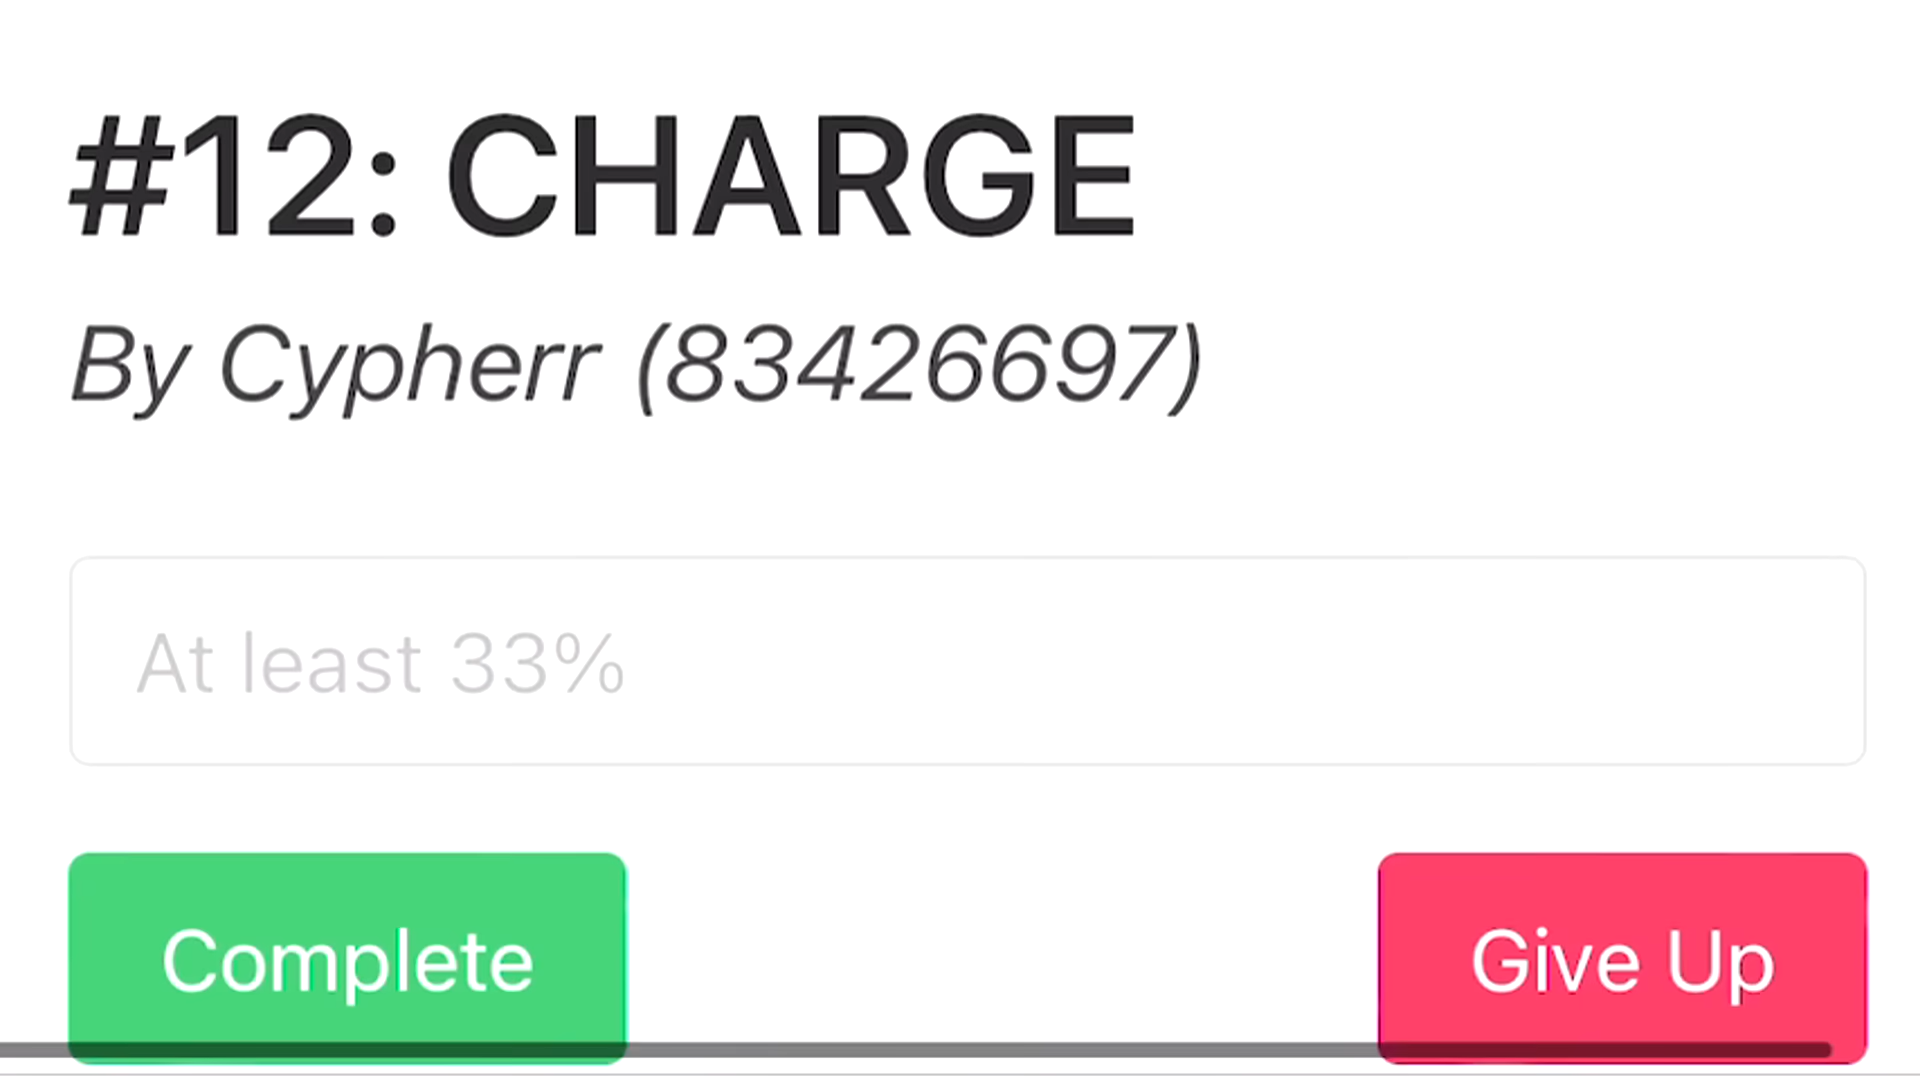 #12: CHARGE
By Cypherr (83426697)
At least 33%
Complete
Give Up